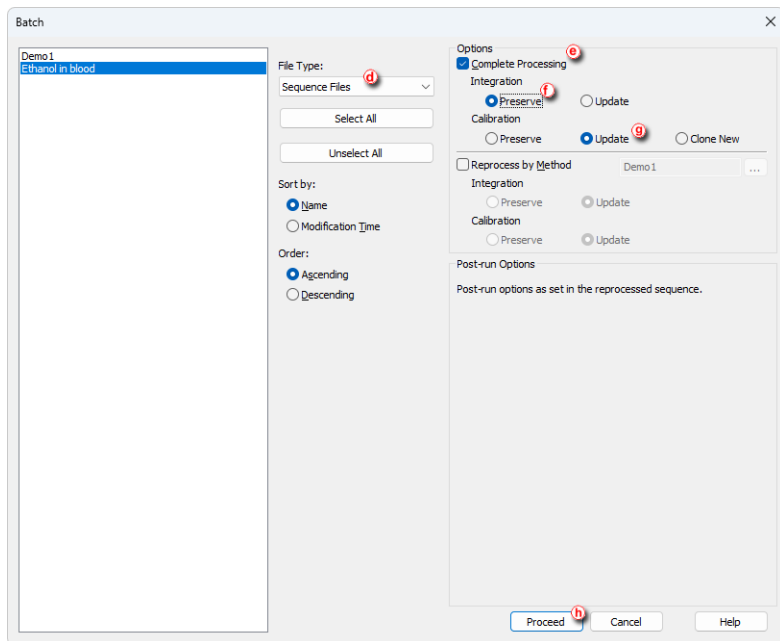 Batch
Demo1
Ethanol in blood
File Type:
d
Sequence Files
Select All
Unselect All
Sort by:
Name
Modification Time
Order:
Ascending
Descending
Options
e
Complete Processing
Integration
f
Preserve
Update
Calibration
g
Preserve
Update
Clone New
Reprocess by Method
Demo1
...
Integration
Preserve
Update
Calibration
Preserve
Update
Post-run Options
Post-run options as set in the reprocessed sequence.
h
Proceed
Cancel
Help